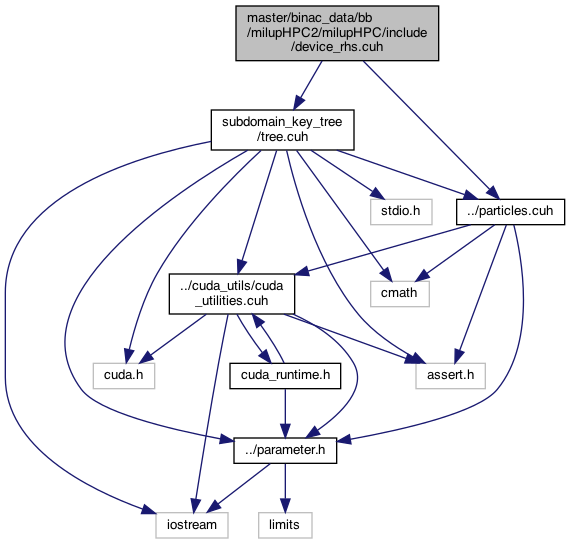 master/binac_data/bb
/milupHPC2/milupHPC/include
/device_rhs.cuh
subdomain_key_tree
/tree.cuh
stdio.h
../particles.cuh
../cuda_utils/cuda
_utilities.cuh
cmath
cuda.h
cuda_runtime.h
assert.h
../parameter.h
iostream
limits